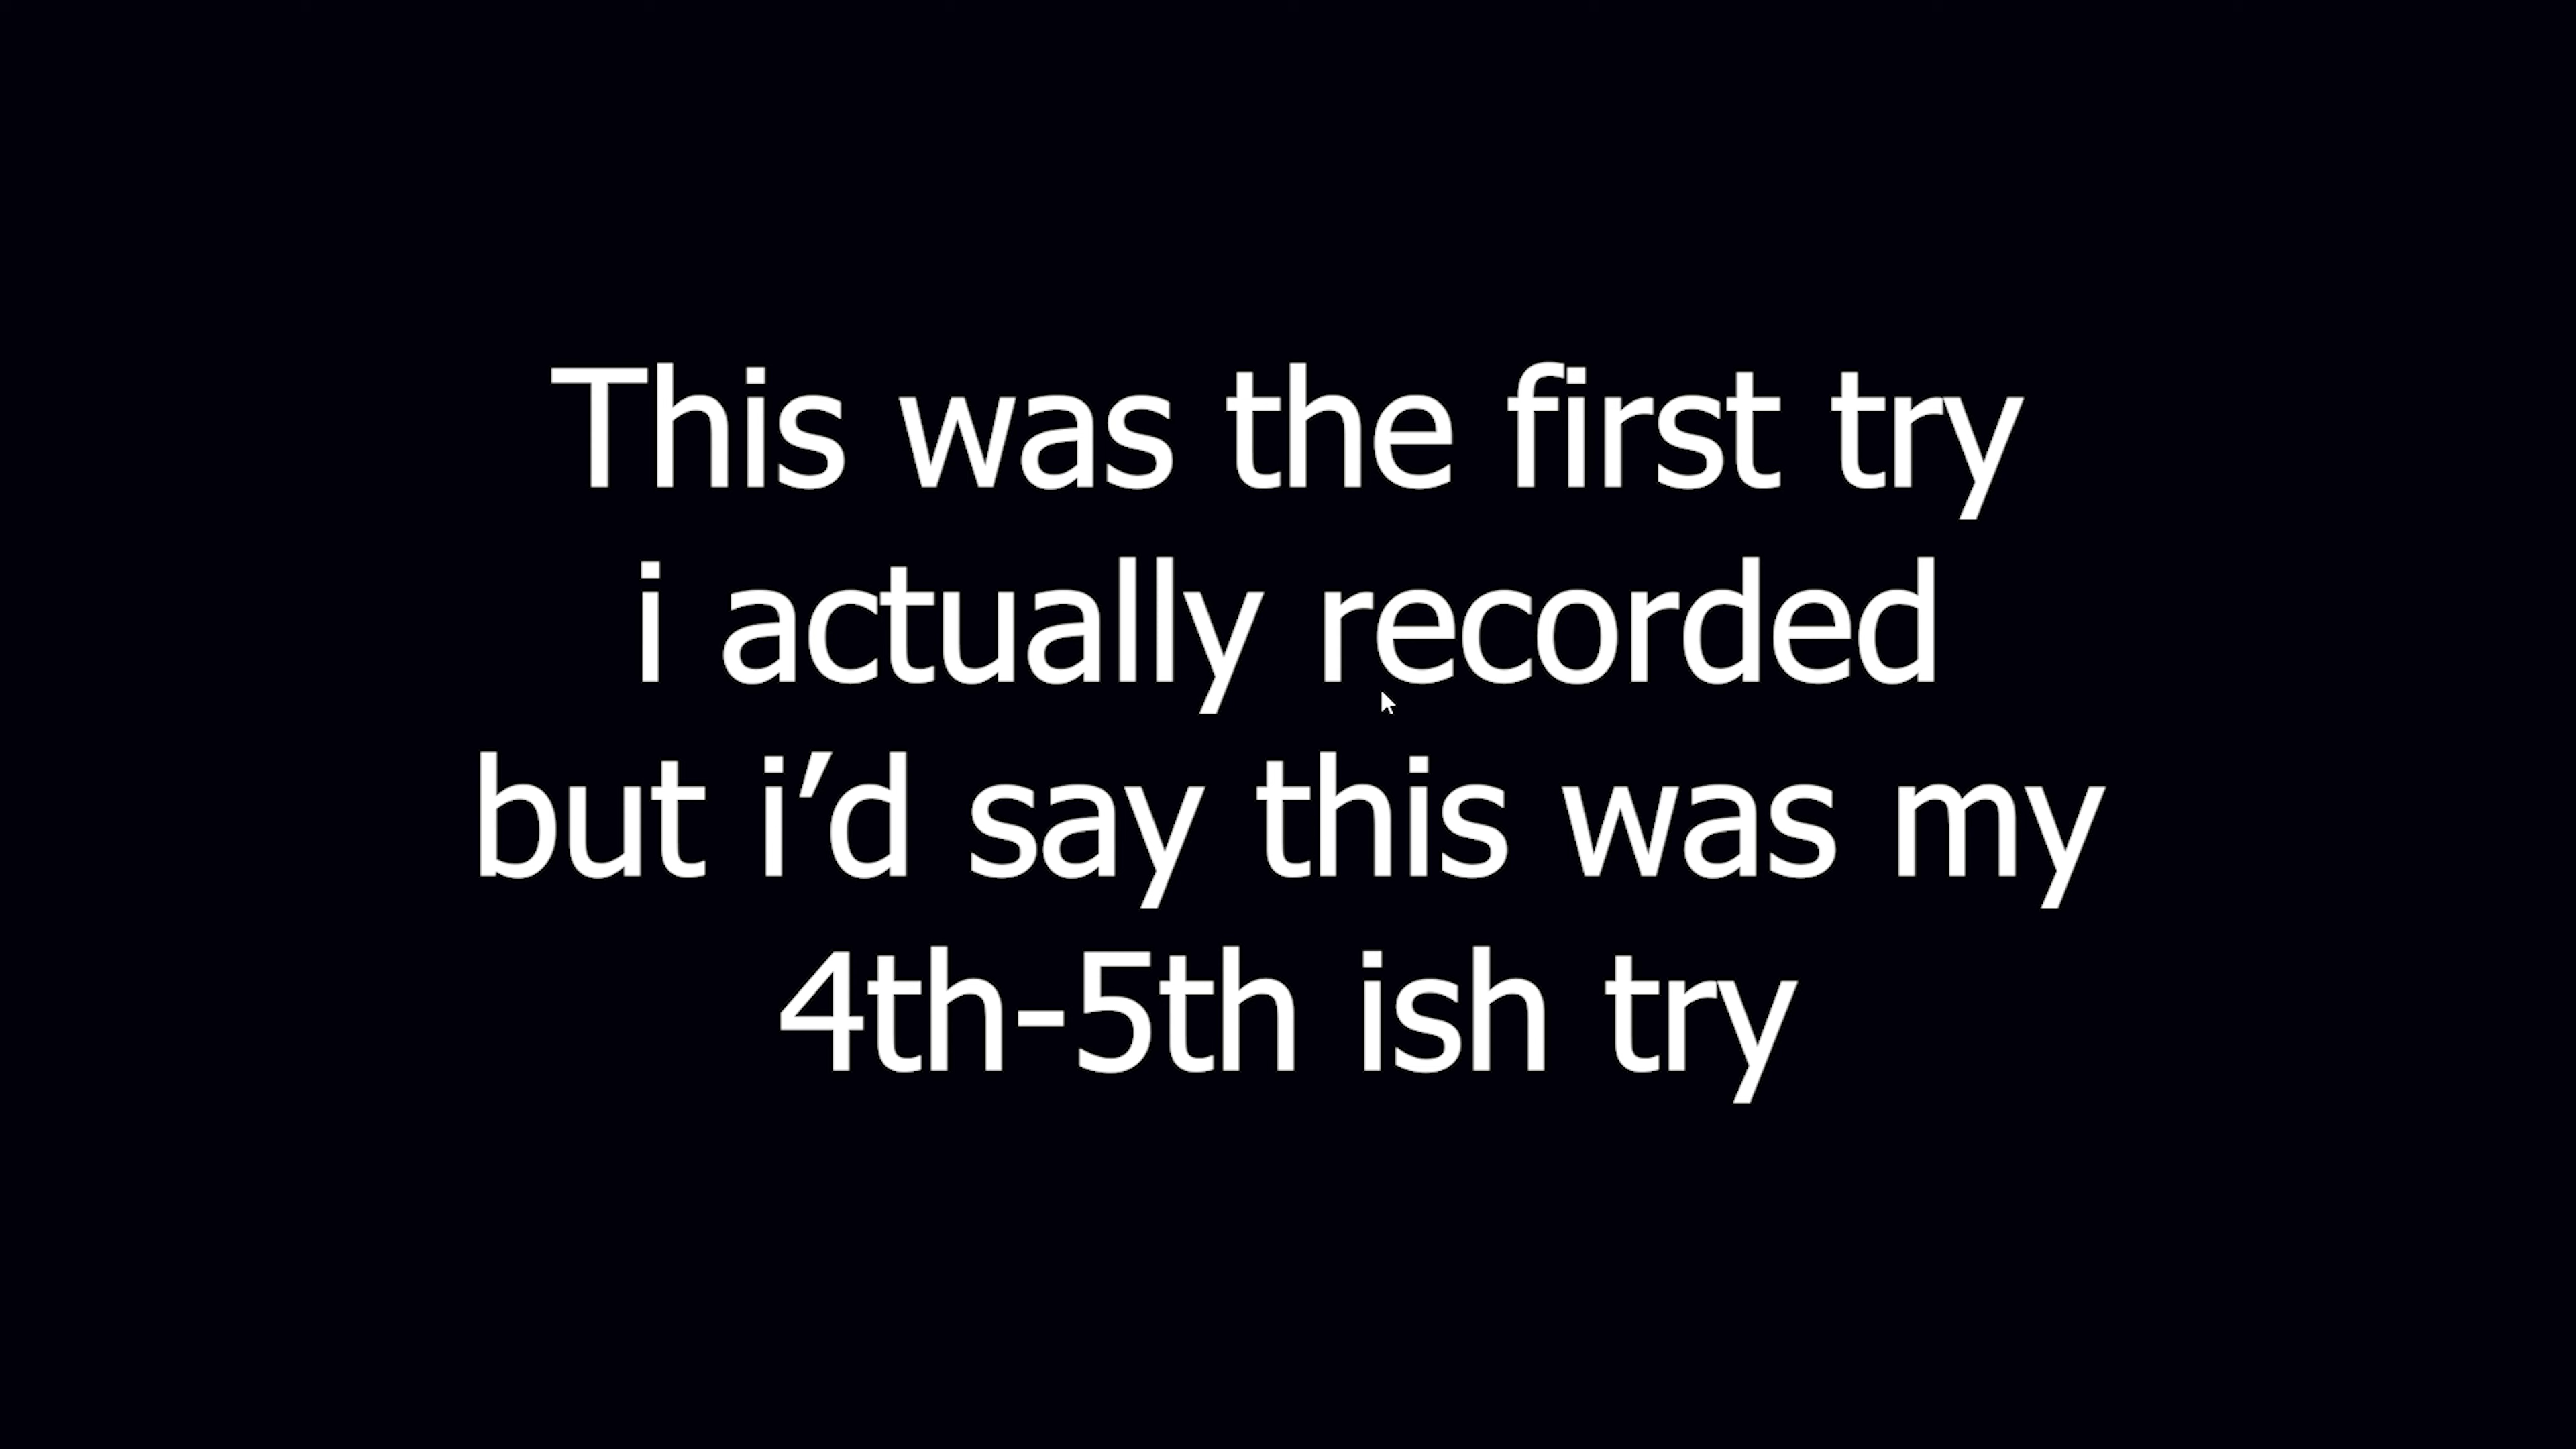 This was the first try
i actually recorded
but i’d say this was my
4th-5th ish try